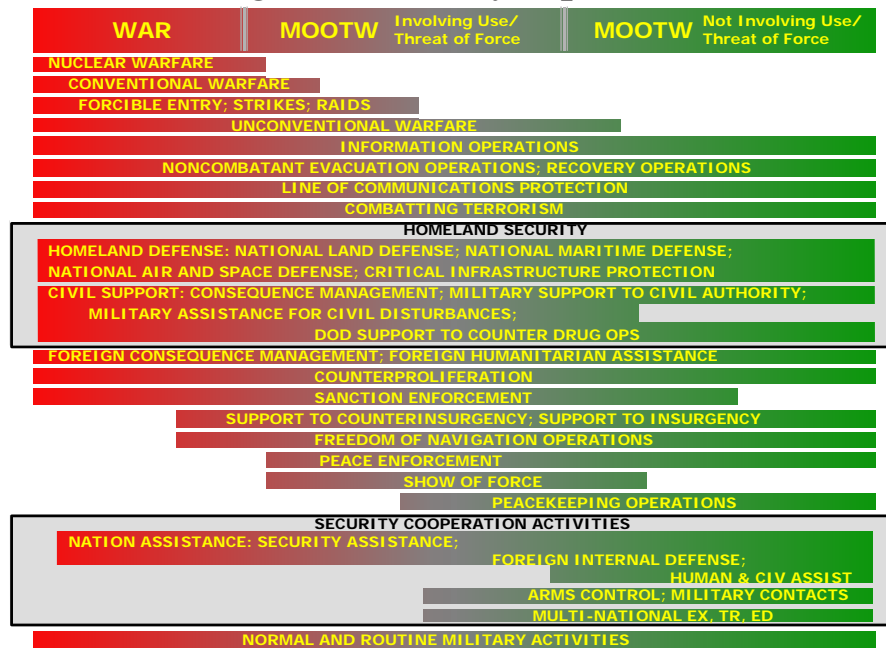 WAR MOOTW Involving Use/ MOOTW Not Involving Use/
Threat of Force Threat of Force
NUCLEAR WARFARE
CONVENTIONAL WARFARE
FORCIBLE ENTRY; STRIKES; RAIDS
UNCONVENTIONAL WARFARE
INFORMATION OPERATIONS
NONCOMBATANT EVACUATION OPERATIONS; RECOVERY OPERATIONS
LINE OF COMMUNICATIONS PROTECTION
COMBATTING TERRORISM
HOMELAND SECURITY
HOMELAND DEFENSE: NATIONAL LAND DEFENSE; NATIONAL MARITIME DEFENSE;
NATIONAL AIR AND SPACE DEFENSE; CRITICAL INFRASTRUCTURE PROTECTION
CIVIL SUPPORT: CONSEQUENCE MANAGEMENT; MILITARY SUPPORT TO CIVIL AUTHORITY;
MILITARY ASSISTANCE FOR CIVIL DISTURBANCES;
DOD SUPPORT TO COUNTER DRUG OPS
FOREIGN CONSEQUENCE MANAGEMENT; FOREIGN HUMANITARIAN ASSISTANCE
COUNTERPROLIFERATION
SANCTION ENFORCEMENT
SUPPORT TO COUNTERINSURGENCY; SUPPORT TO INSURGENCY
FREEDOM OF NAVIGATION OPERATIONS
PEACE ENFORCEMENT
SHOW OF FORCE
PEACEKEEPING OPERATIONS
SECURITY COOPERATION ACTIVITIES
NATION ASSISTANCE: SECURITY ASSISTANCE;
FOREIGN INTERNAL DEFENSE;
HUMAN & CIV ASSIST
ARMS CONTROL; MILITARY CONTACTS
MULTI-NATIONAL EX, TR, ED
NORMAL AND ROUTINE MILITARY ACTIVITIES